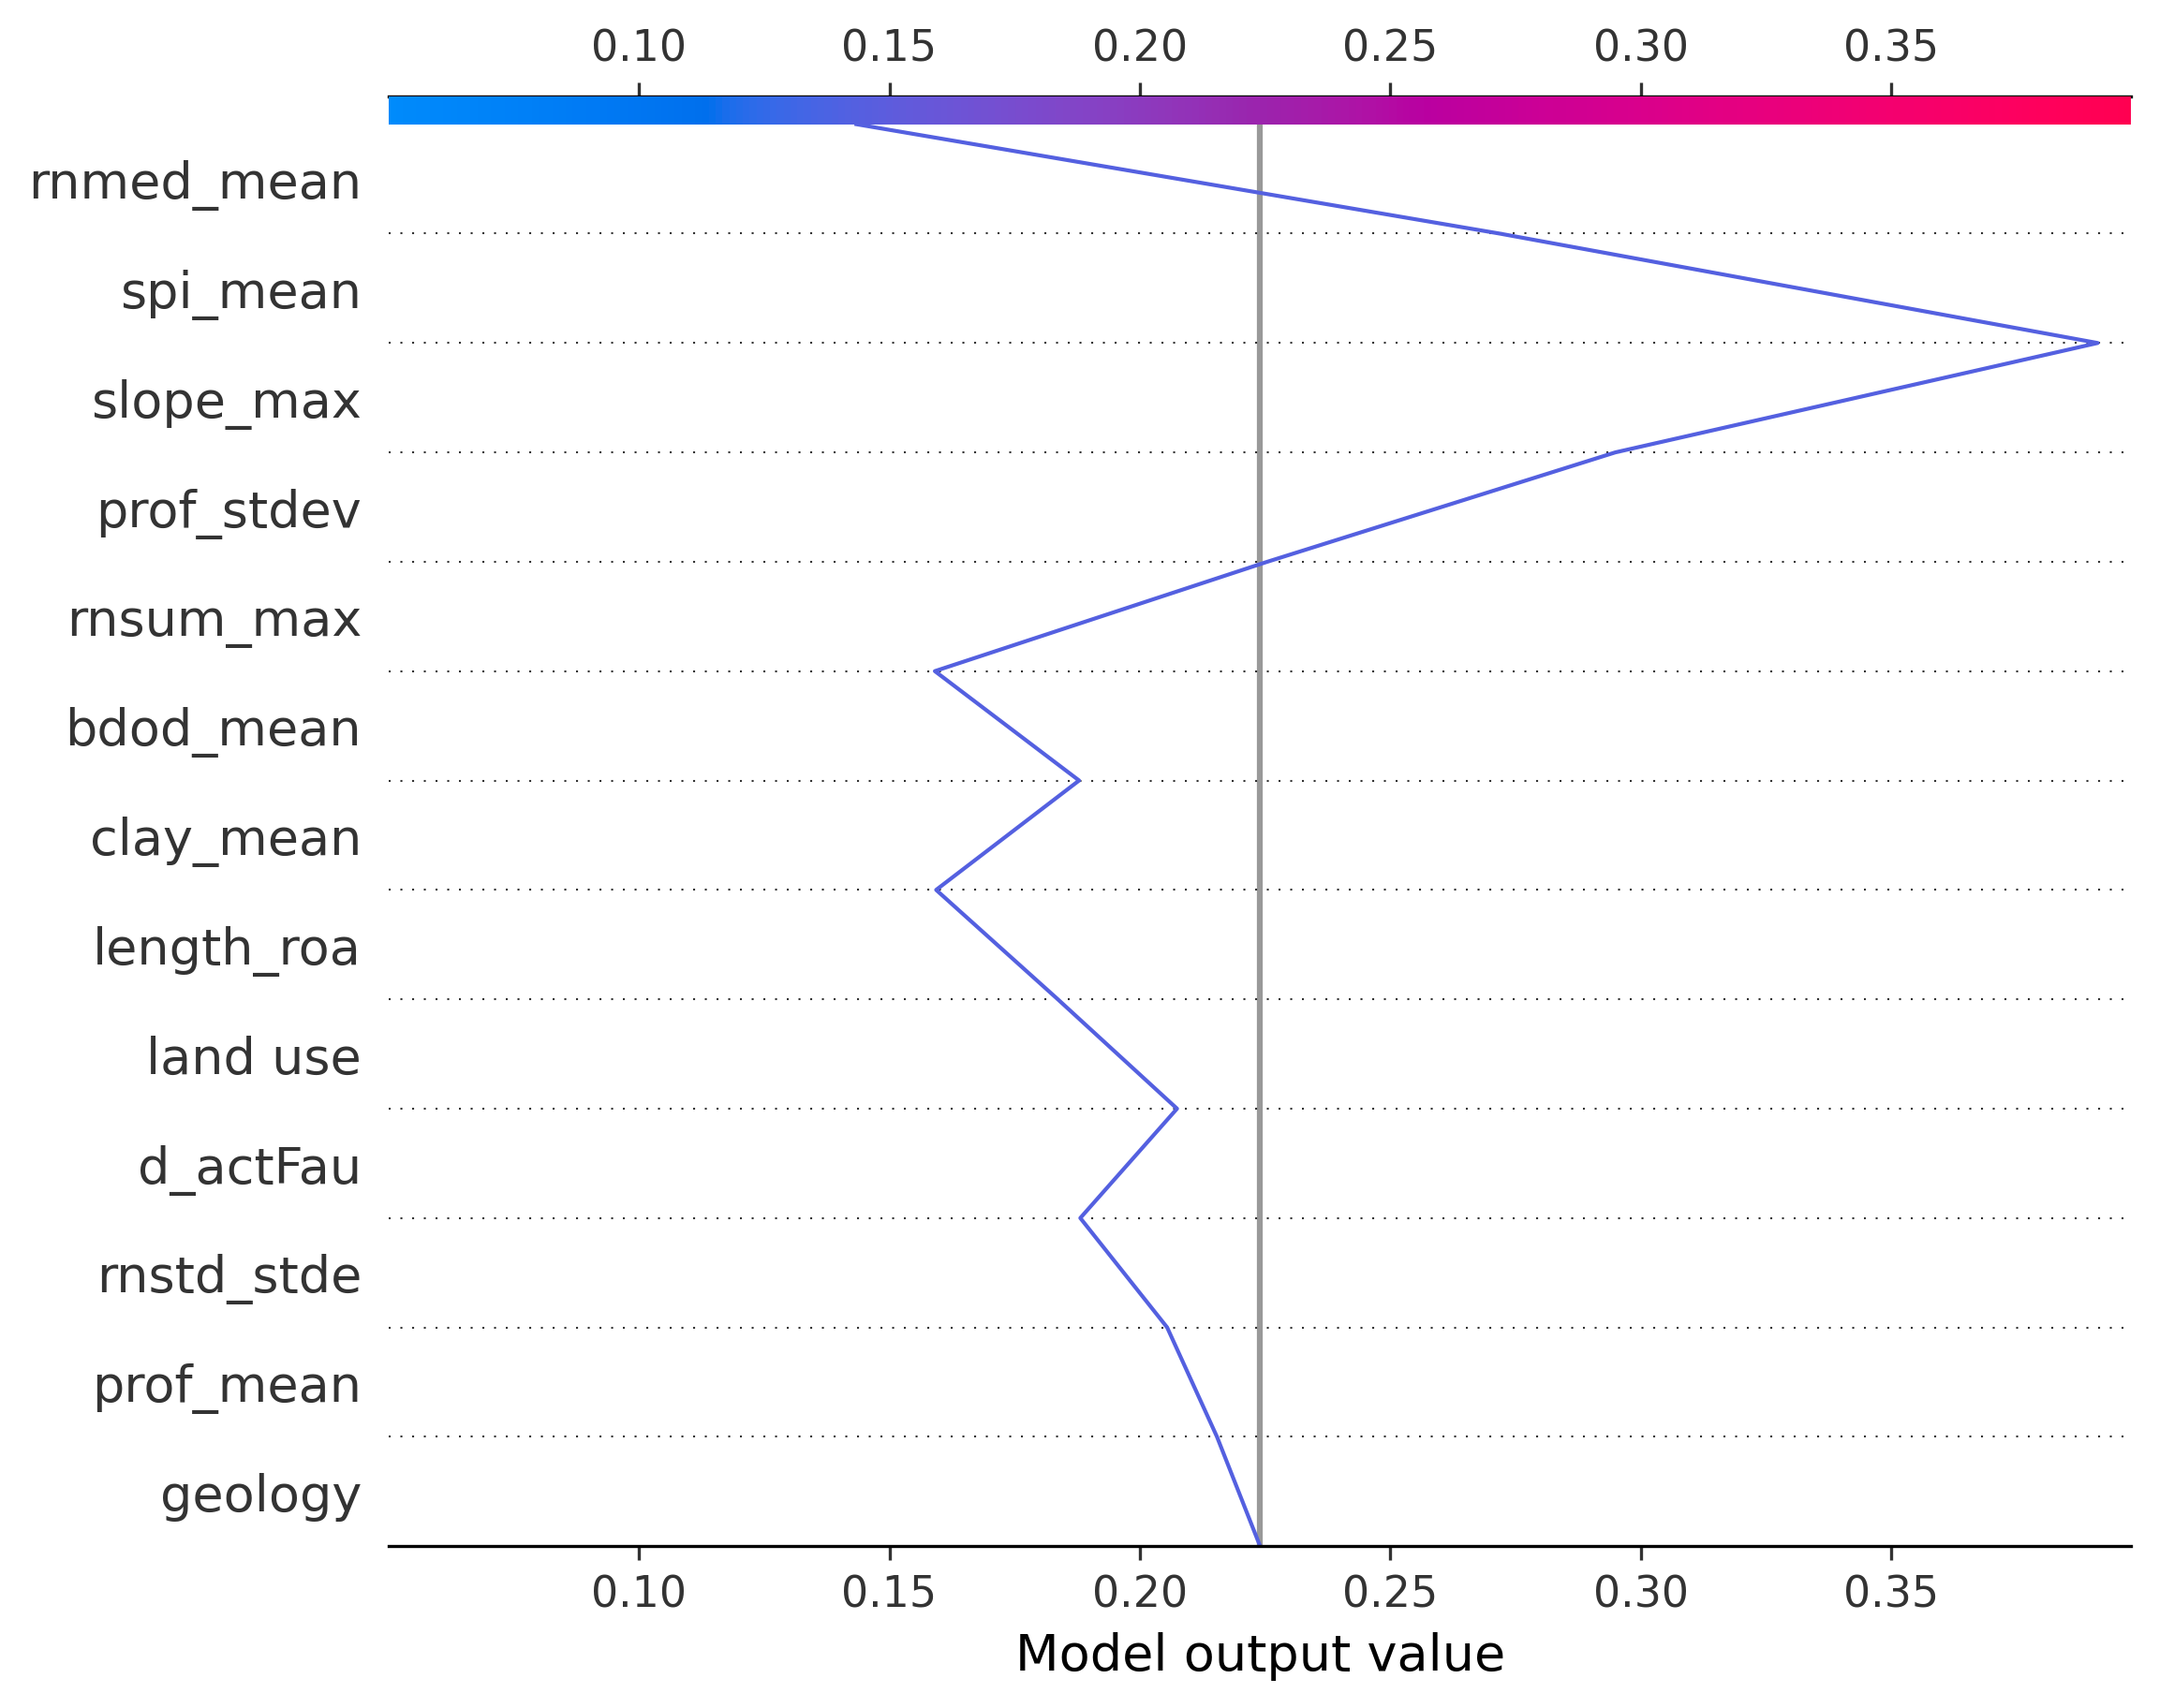 0.10 0.15 0.20 0.25 0.30 0.35
rnmed_mean
spi_mean
slope_max
prof_stdev
rnsum_max
bdod_mean
clay_mean
length_roa
land use
d_actFau
rnstd_stde
prof_mean
geology
0.10 0.15 0.20 0.25 0.30 0.35
Model output value